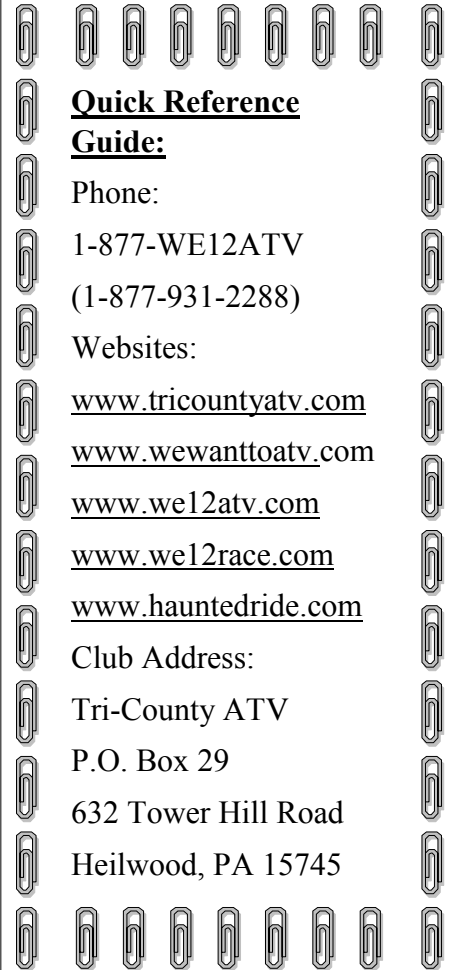 Quick Reference
Guide:
Phone:
1-877-WE12ATV
(1-877-931-2288)
Websites:
www.tricountyatv.com
www.wewanttoatv.com
www.we12atv.com
www.we12race.com
www.hauntedride.com
Club Address:
Tri-County ATV
P.O. Box 29
632 Tower Hill Road
Heilwood, PA 15745